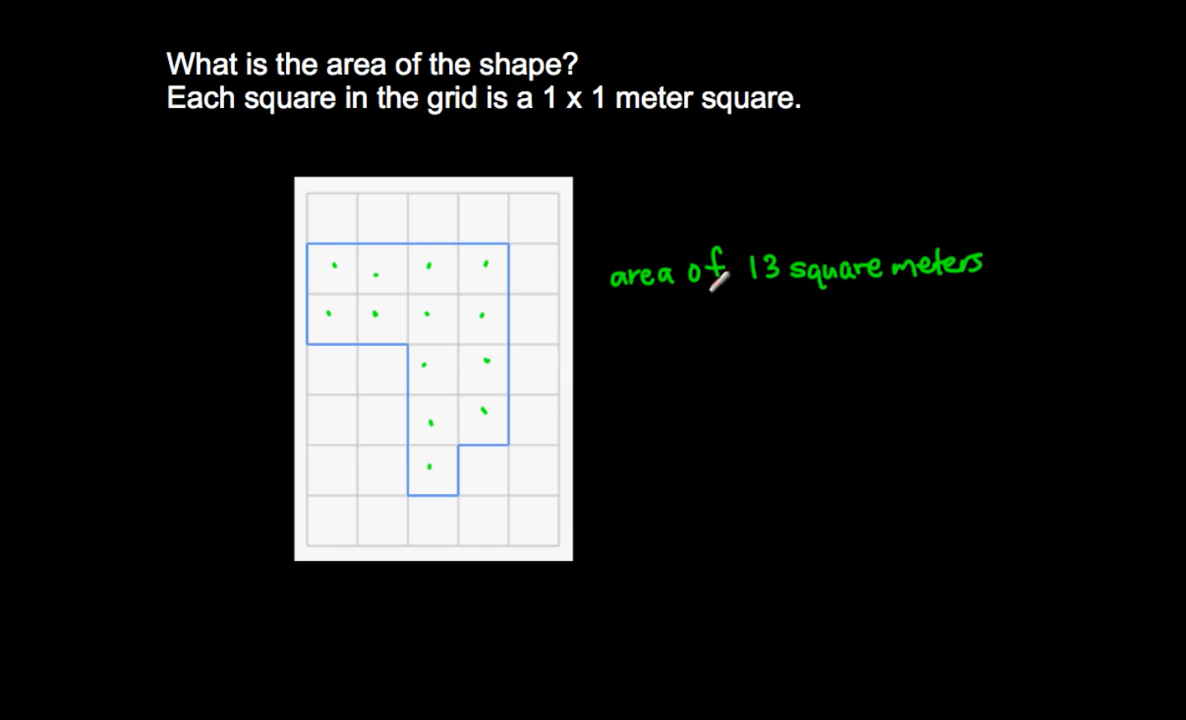 What is the area of the shape?
Each square in the grid is a 1 x 1 meter square.
area of 13 square meters